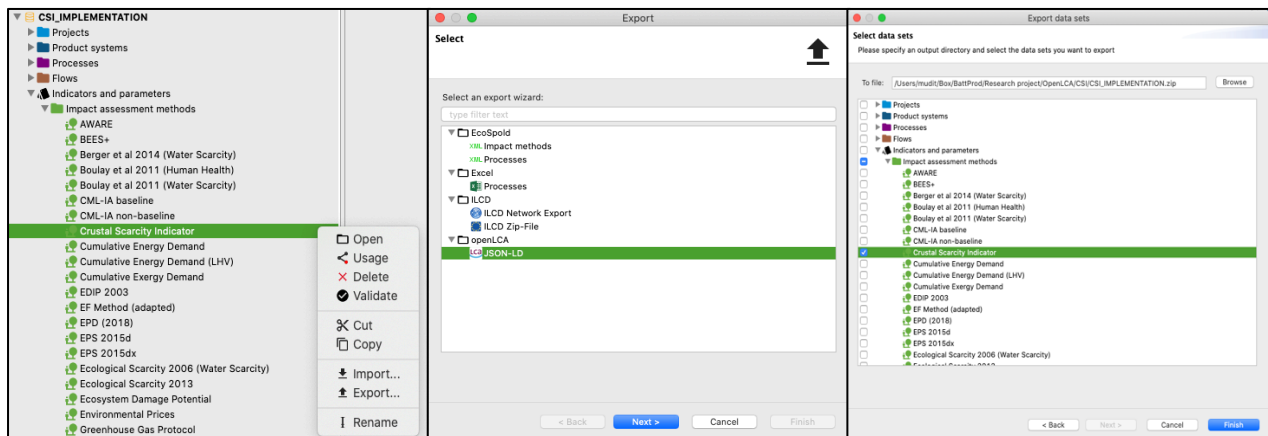 CSI_IMPLEMENTATION
Projects
Product systems
Processes
Flows
Indicators and parameters
Impact assessment methods
AWARE
BEES+
Berger et al 2014 (Water Scarcity)
Boulay et al 2011 (Human Health)
Boulay et al 2011 (Water Scarcity)
CML-IA baseline
CML-IA non-baseline
Crustal Scarcity Indicator
Cumulative Energy Demand
Cumulative Energy Demand (LHV)
Cumulative Exergy Demand
EDIP 2003
EF Method (adapted)
EPD (2018)
EPS 2015d
EPS 2015dx
Ecological Scarcity 2006 (Water Scarcity)
Ecological Scarcity 2013
Ecosystem Damage Potential
Environmental Prices
Greenhouse Gas Protocol
Open
Usage
Delete
Validate
Cut
Copy
Import...
Export...
Rename
Export
Select
Select an export wizard:
type filter text
EcoSpold
XML Impact methods
XML Processes
Excel
Processes
ILCD
ILCD Network Export
ILCD Zip-File
openLCA
LCA JSON-LD
< Back
Next >
Cancel
Finish
Export data sets
Select data sets
Please specify an output directory and select the data sets you want to export
To file: /Users/mudit/Box/BattProd/Research project/OpenLCA/CSI/CSI_IMPLEMENTATION.zip Browse
Projects
Product systems
Processes
Flows
Indicators and parameters
Impact assessment methods
AWARE
BEES+
Berger et al 2014 (Water Scarcity)
Boulay et al 2011 (Human Health)
Boulay et al 2011 (Water Scarcity)
CML-IA baseline
CML-IA non-baseline
Crustal Scarcity Indicator
Cumulative Energy Demand
Cumulative Energy Demand (LHV)
Cumulative Exergy Demand
EDIP 2003
EF Method (adapted)
EPD (2018)
EPS 2015d
EPS 2015dx
Ecological Scarcity 2006 (Water Scarcity)
Ecological Scarcity 2013
< Back
Next >
Cancel
Finish